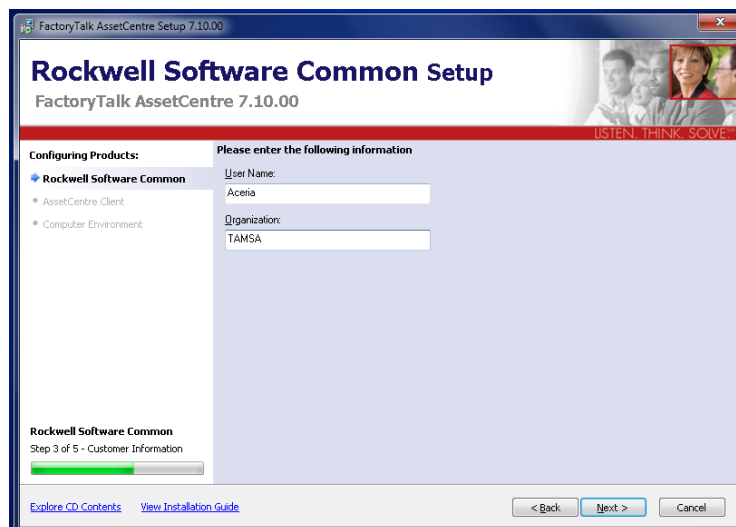 FactoryTalk AssetCentre Setup 7.10.00
Rockwell Software Common Setup
FactoryTalk AssetCentre 7.10.00
LISTEN. THINK. SOLVE.SM
Configuring Products:
Rockwell Software Common
AssetCentre Client
Computer Environment
Please enter the following information
User Name:
Aceria
Organization:
TAMSA
Rockwell Software Common
Step 3 of 5 - Customer Information
Explore CD Contents View Installation Guide
< Back Next > Cancel